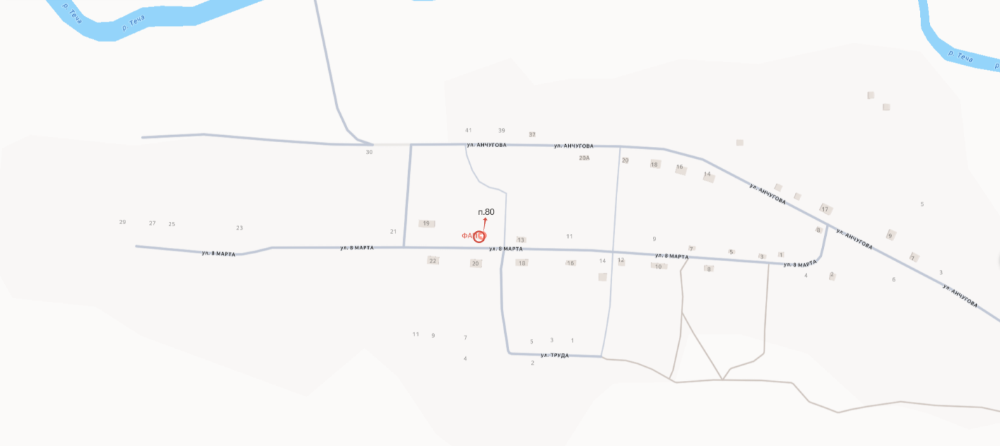 р. Теча
р. Теча
р. Теча
р.
41
39
37
ул. АНЧУГОВА
ул. АНЧУГОВА
30
20А
20
18
16
14
ул. АНЧУГОВА
17
5
п.80
29
27
25
23
21
19
ФАП
13
11
9
8
ул. АНЧУГОВА
9
7
ул. 8 МАРТА
ул. 8 МАРТА
ул. 8 МАРТА
ул. 8 МАРТА
7
5
3
1
ул. 8 МАРТА
22
20
18
16
14
12
10
8
4
2
6
3
ул. АНЧУГОВА
11
9
7
5
3
1
4
2
ул. ТРУДА